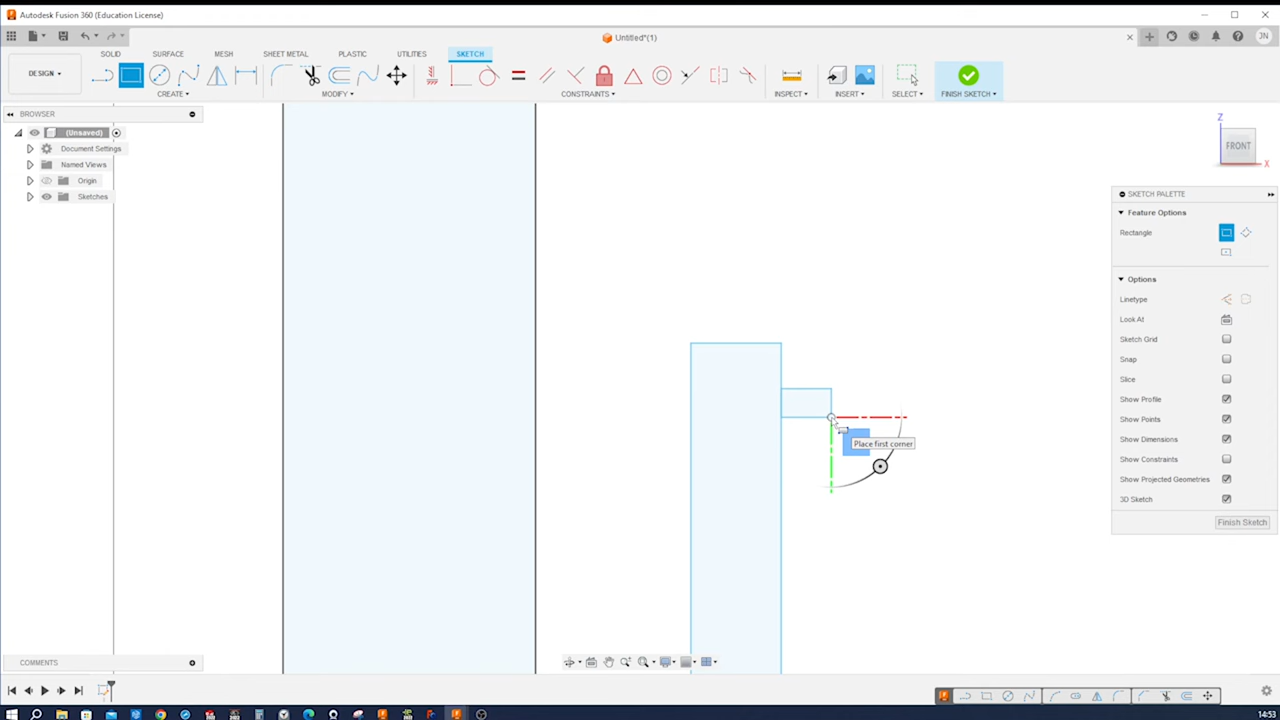 Autodesk Fusion 360 (Education License)
Untitled*(1)
JN
DESIGN
SOLID
SURFACE
MESH
SHEET METAL
PLASTIC
UTILITIES
SKETCH
CREATE
MODIFY
CONSTRAINTS
INSPECT
INSERT
SELECT
FINISH SKETCH
BROWSER
(Unsaved)
Document Settings
Named Views
Origin
Sketches
Z
FRONT
X
SKETCH PALETTE
Feature Options
Rectangle
Options
Linetype
Look At
Sketch Grid
Snap
Slice
Show Profile
Show Points
Show Dimensions
Show Constraints
Show Projected Geometries
3D Sketch
Finish Sketch
Place first corner
COMMENTS
14:53